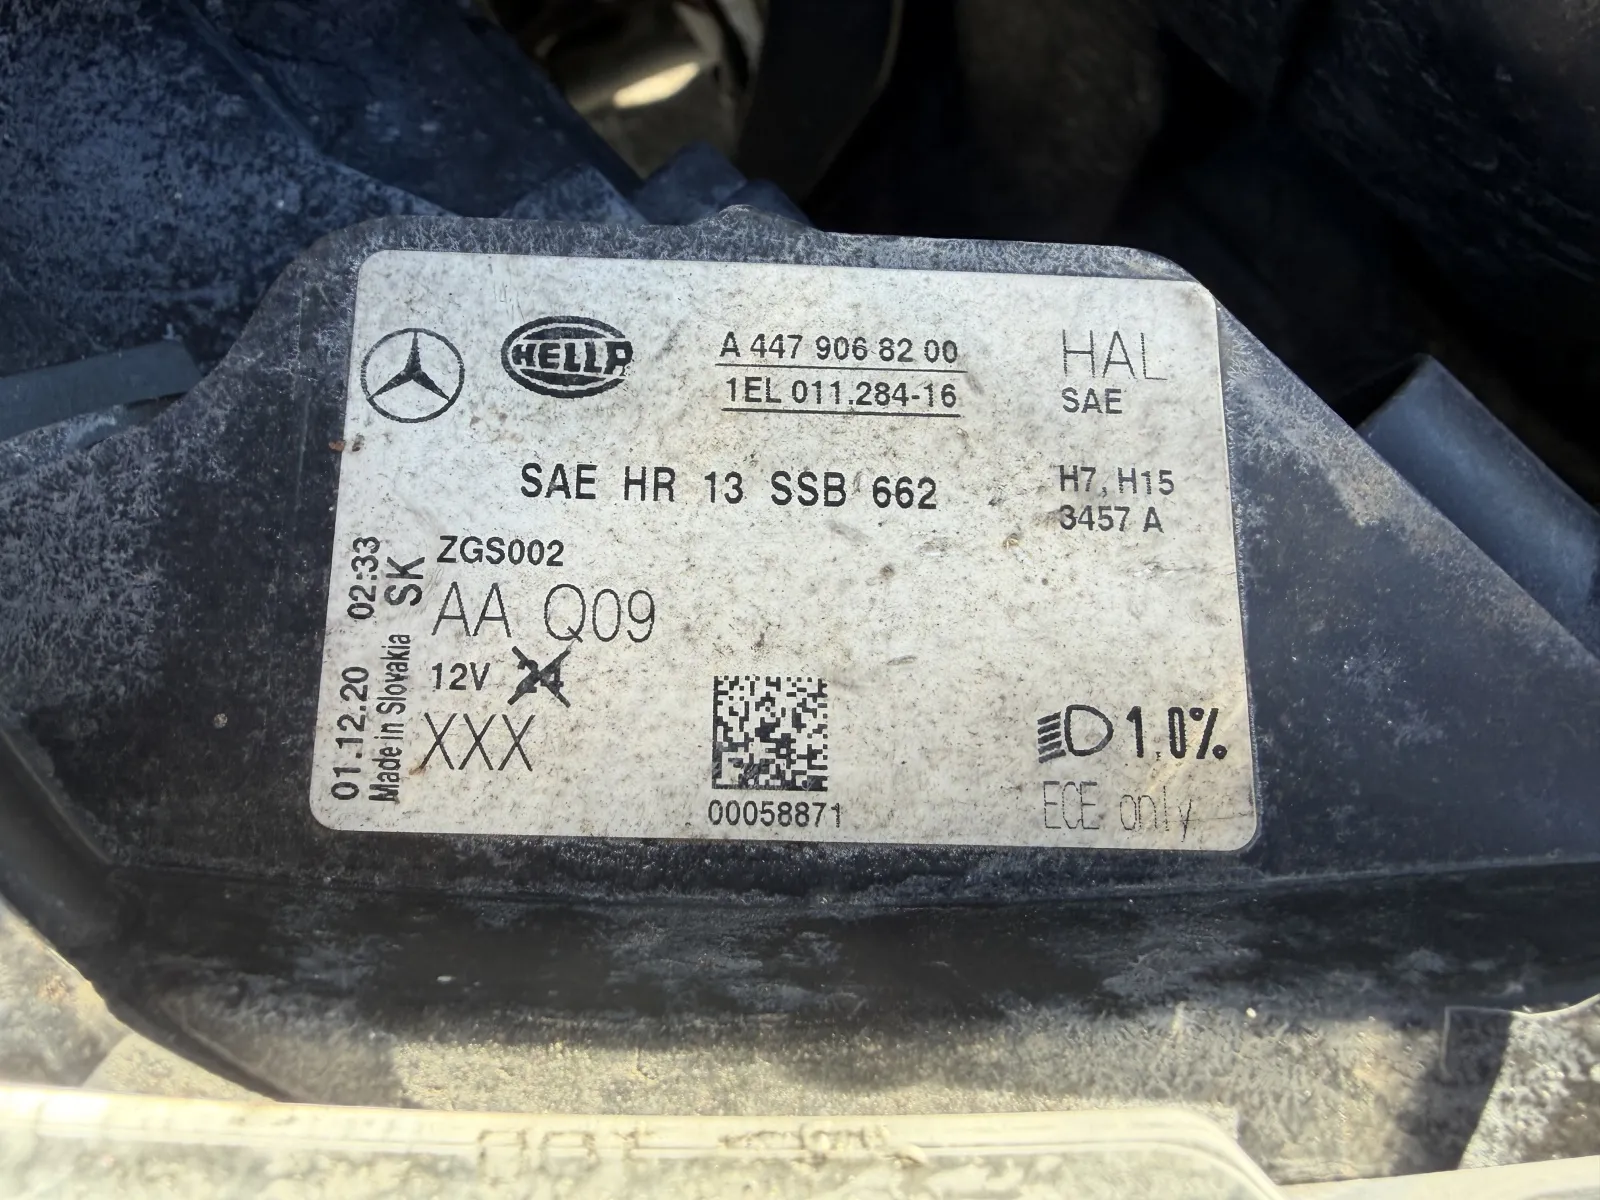 HELLA
A 447 906 82 00
1EL 011.284-16
HAL
SAE
SAE HR 13 SSB 662
H7, H15
3457 A
ZGS002
AA Q09
12V 24
XXX
01.12.20 02:33
Made in Slovakia SK
00058871
1.0%
ECE only